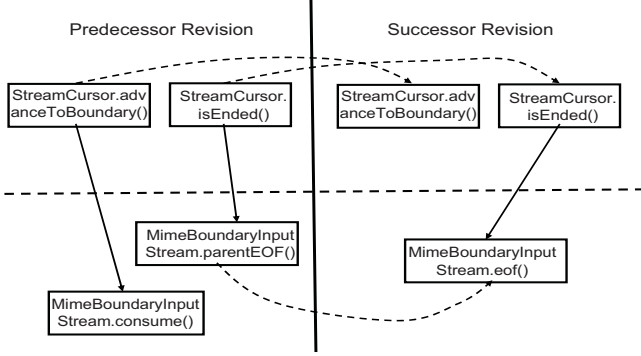 Predecessor Revision
Successor Revision
StreamCursor.adv
anceToBoundary()
StreamCursor.
isEnded()
StreamCursor.adv
anceToBoundary()
StreamCursor.
isEnded()
MimeBoundaryInput
Stream.parentEOF()
MimeBoundaryInput
Stream.eof()
MimeBoundaryInput
Stream.consume()